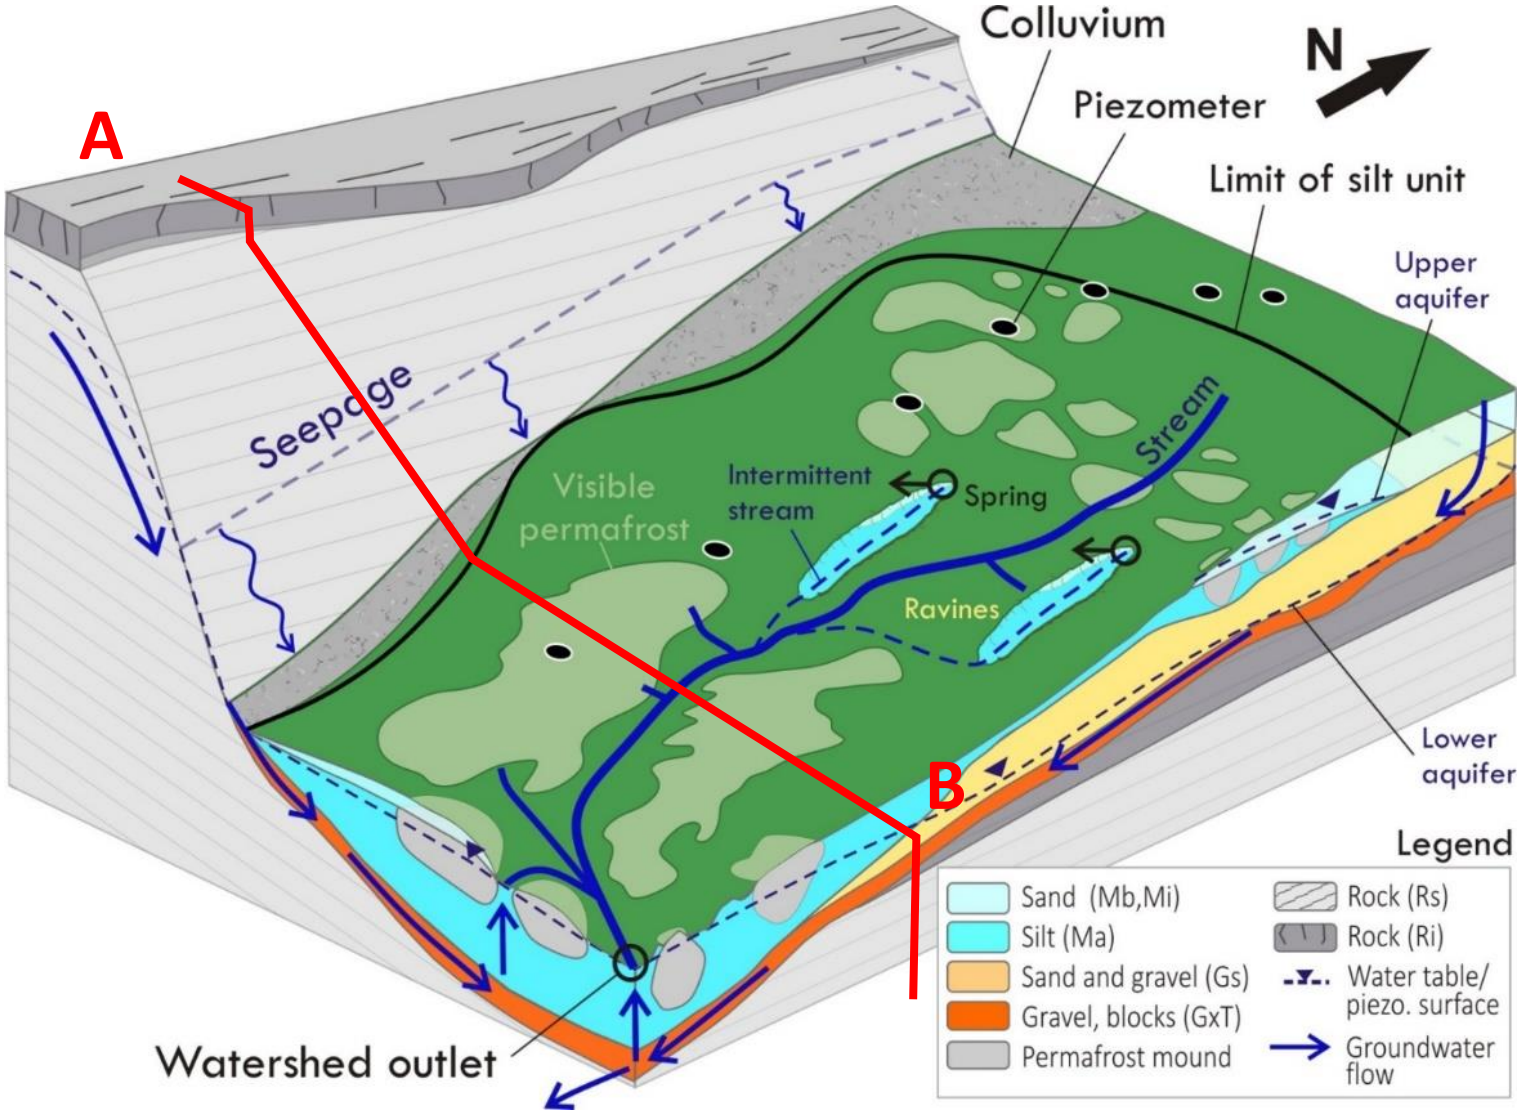 Colluvium
N
Piezometer
A
Limit of silt unit
Upper
aquifer
Seepage
Stream
Visible
permafrost
Intermittent
stream
Spring
Ravines
Lower
aquifer
B
Watershed outlet
Legend
Sand (Mb,Mi)
Silt (Ma)
Sand and gravel (Gs)
Gravel, blocks (GxT)
Permafrost mound
Rock (Rs)
Rock (Ri)
Water table/
piezo. surface
Groundwater
flow